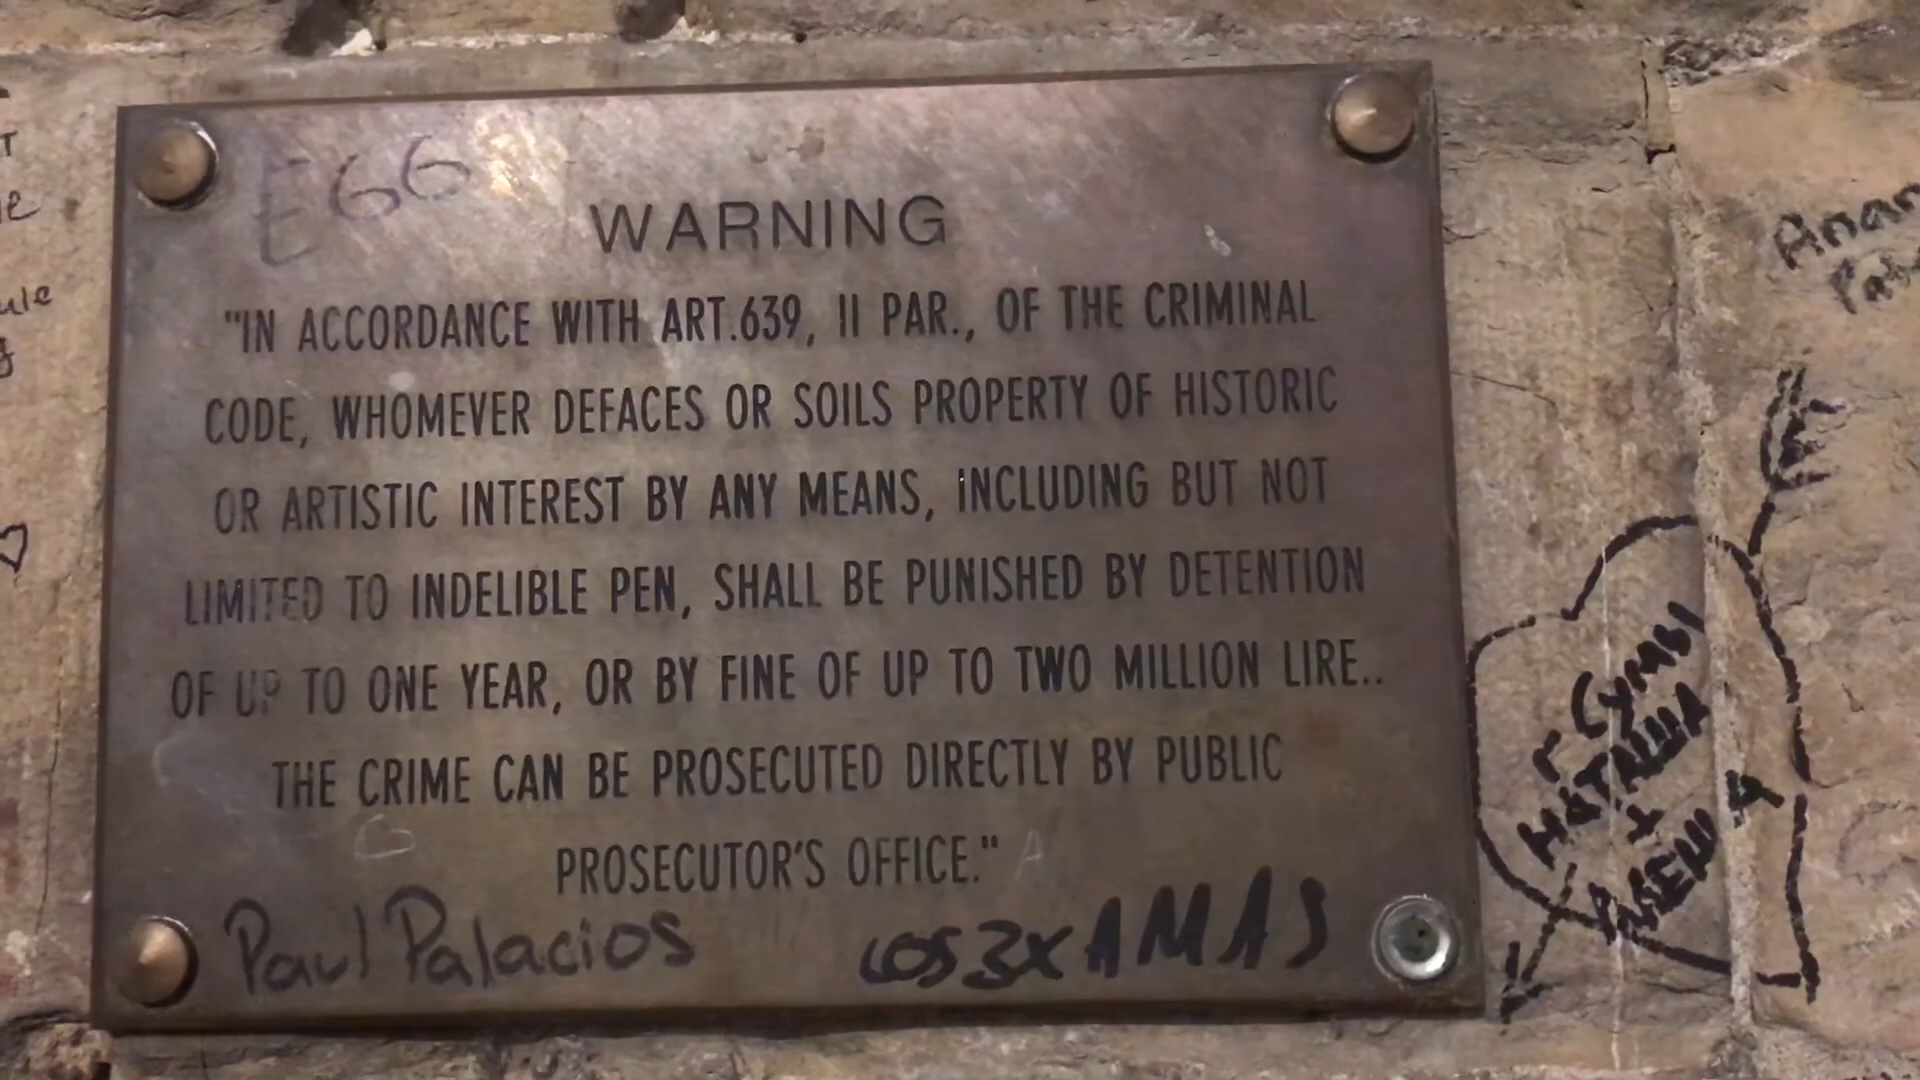 E66
WARNING
"IN ACCORDANCE WITH ART.639, II PAR., OF THE CRIMINAL
CODE, WHOMEVER DEFACES OR SOILS PROPERTY OF HISTORIC
OR ARTISTIC INTEREST BY ANY MEANS, INCLUDING BUT NOT
LIMITED TO INDELIBLE PEN, SHALL BE PUNISHED BY DETENTION
OF UP TO ONE YEAR, OR BY FINE OF UP TO TWO MILLION LIRE..
THE CRIME CAN BE PROSECUTED DIRECTLY BY PUBLIC
PROSECUTOR'S OFFICE."
Paul Palacios